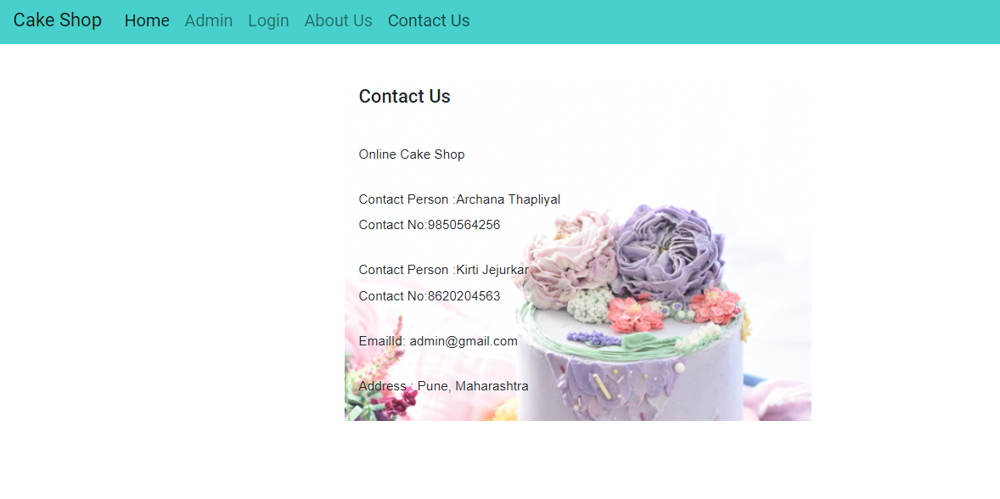 Cake Shop Home Admin Login About Us Contact Us
Contact Us
Online Cake Shop
Contact Person :Archana Thapliyal
Contact No:9850564256
Contact Person :Kirti Jejurkar
Contact No:8620204563
EmailId: admin@gmail.com
Address : Pune, Maharashtra